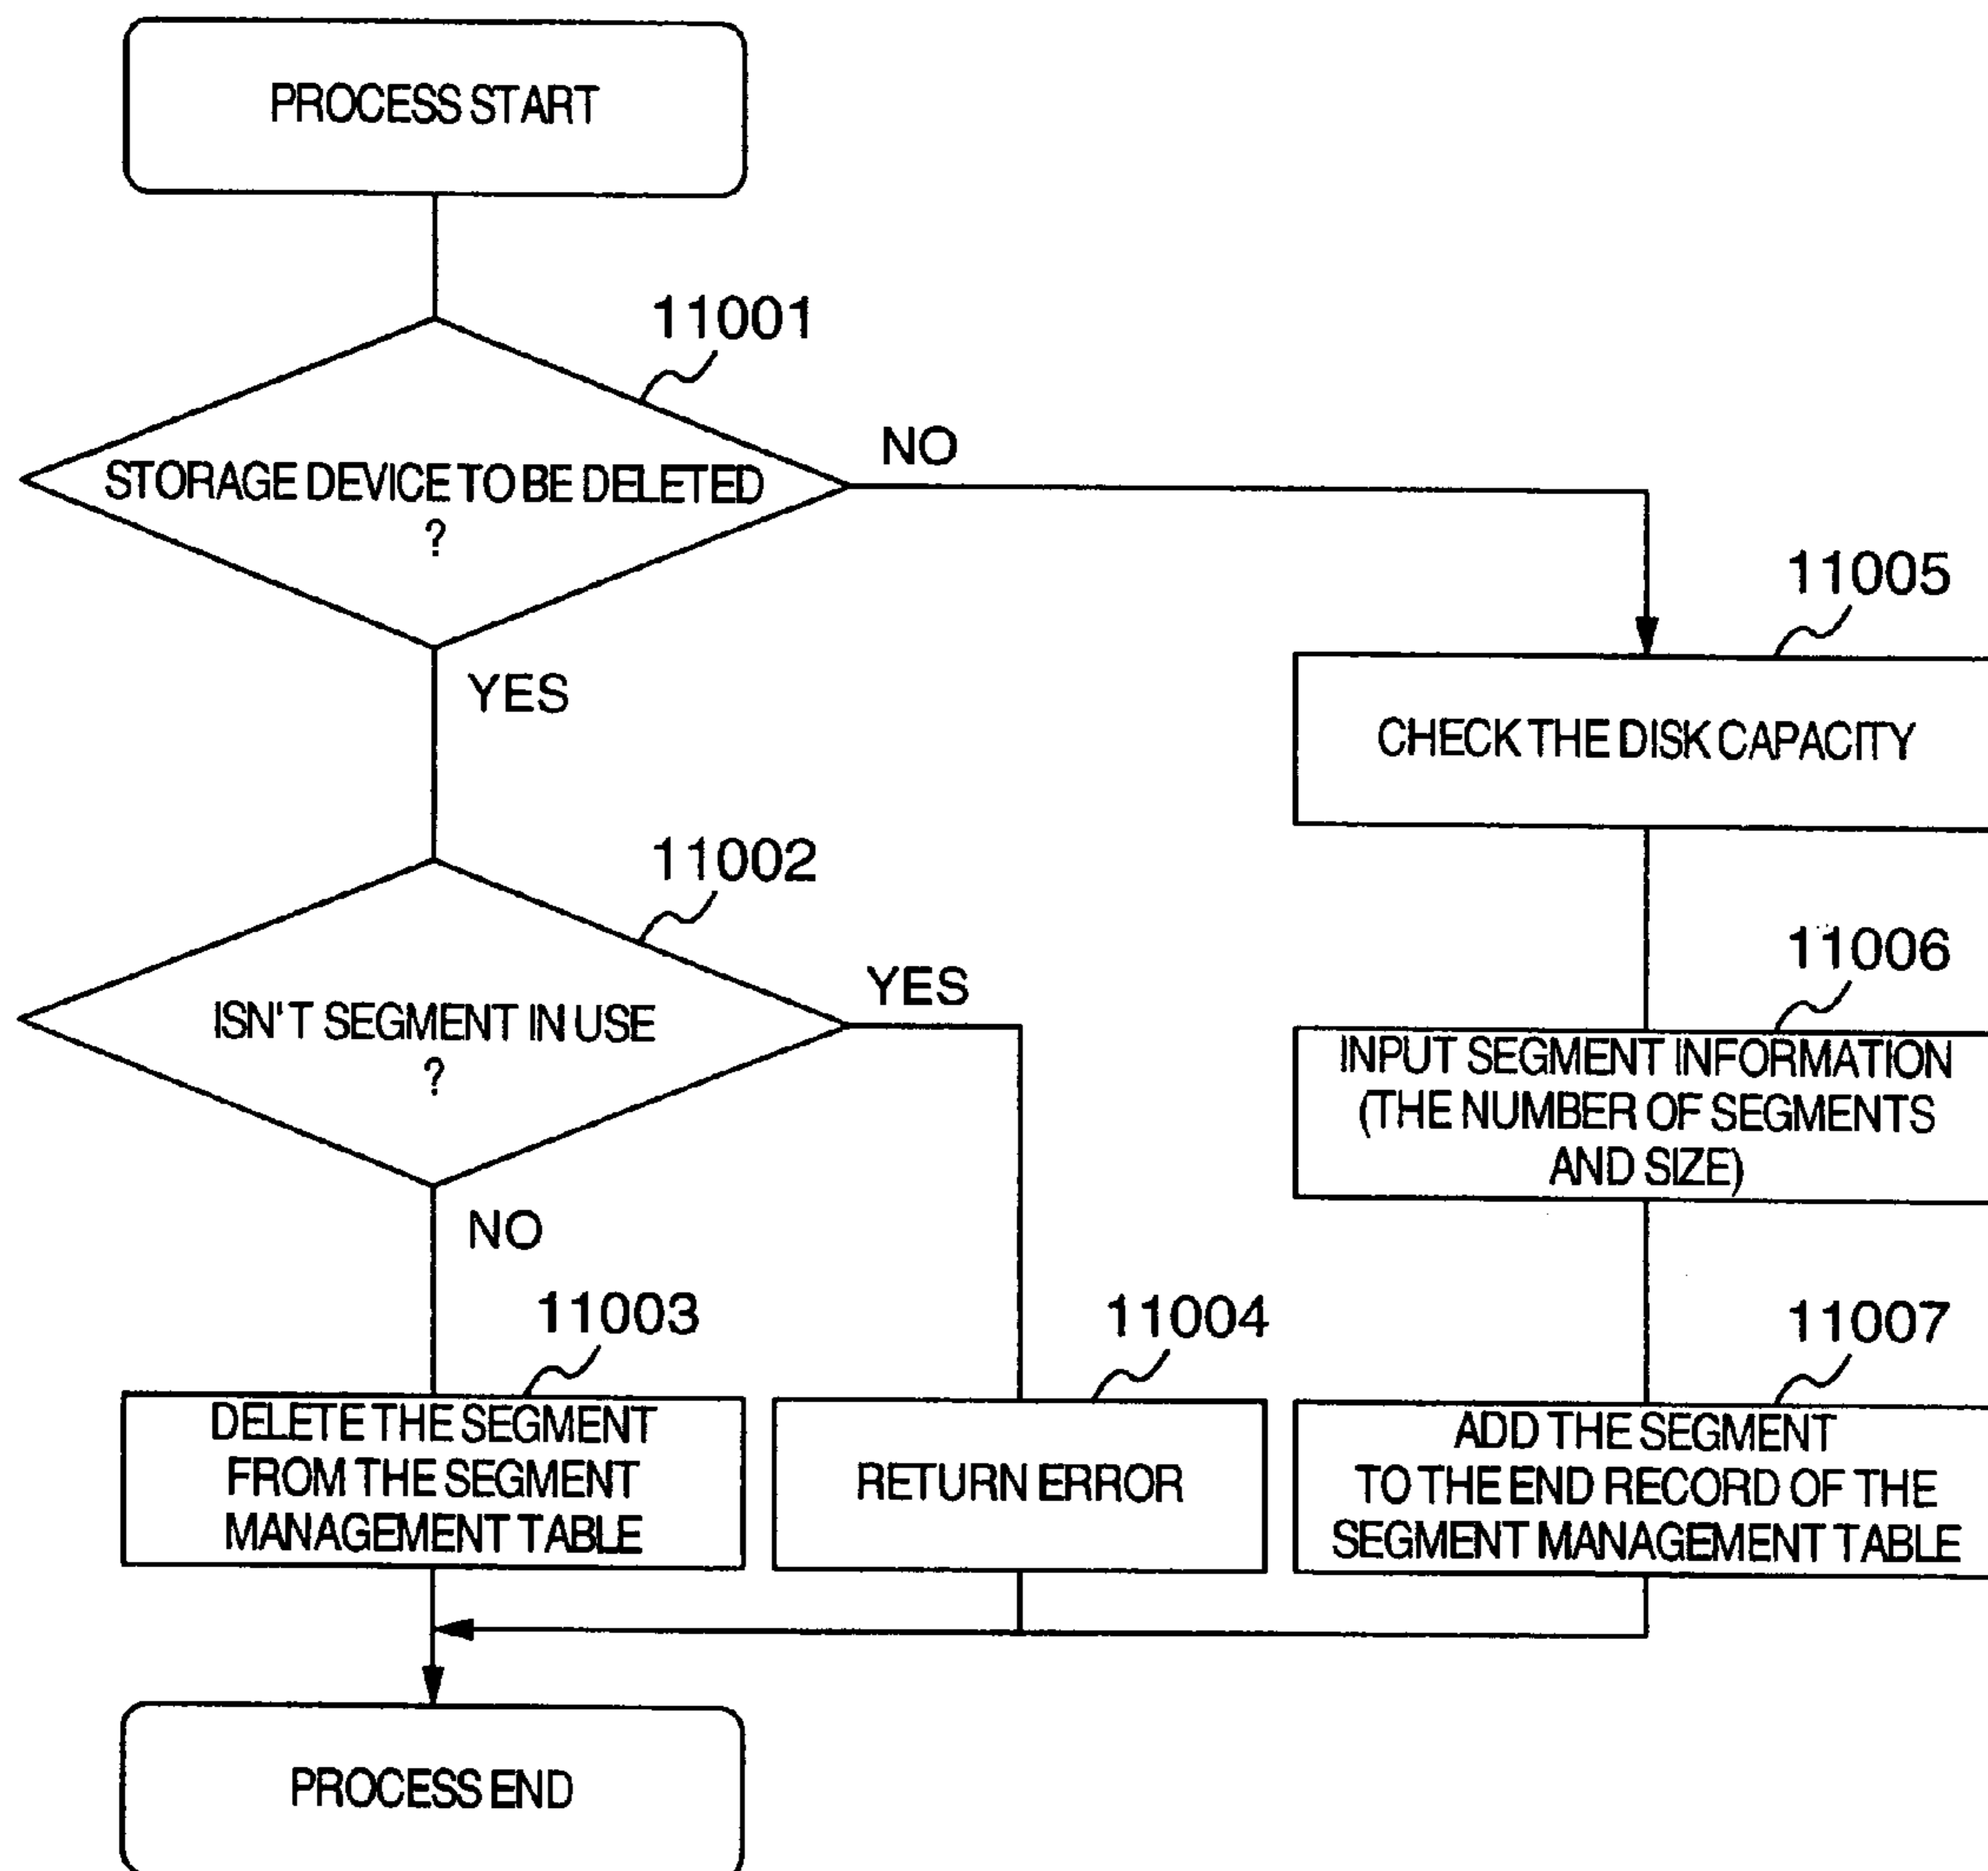 PROCESS START
11001
STORAGE DEVICE TO BE DELETED
?
NO
YES
11005
CHECK THE DISK CAPACITY
11002
ISN'T SEGMENT IN USE
?
YES
NO
11006
INPUT SEGMENT INFORMATION
(THE NUMBER OF SEGMENTS
AND SIZE)
11003
DELETE THE SEGMENT
FROM THE SEGMENT
MANAGEMENT TABLE
11004
RETURN ERROR
11007
ADD THE SEGMENT
TO THE END RECORD OF THE
SEGMENT MANAGEMENT TABLE
PROCESS END